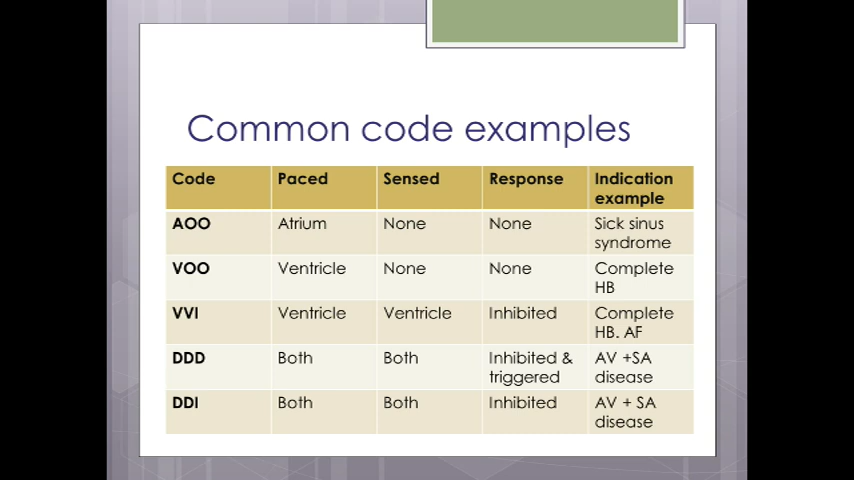 Common code examples
Code Paced Sensed Response Indication
example
AOO Atrium None None Sick sinus
syndrome
VOO Ventricle None None Complete
HB
VVI Ventricle Ventricle Inhibited Complete
HB. AF
DDD Both Both Inhibited & AV +SA
triggered disease
DDI Both Both Inhibited AV + SA
disease